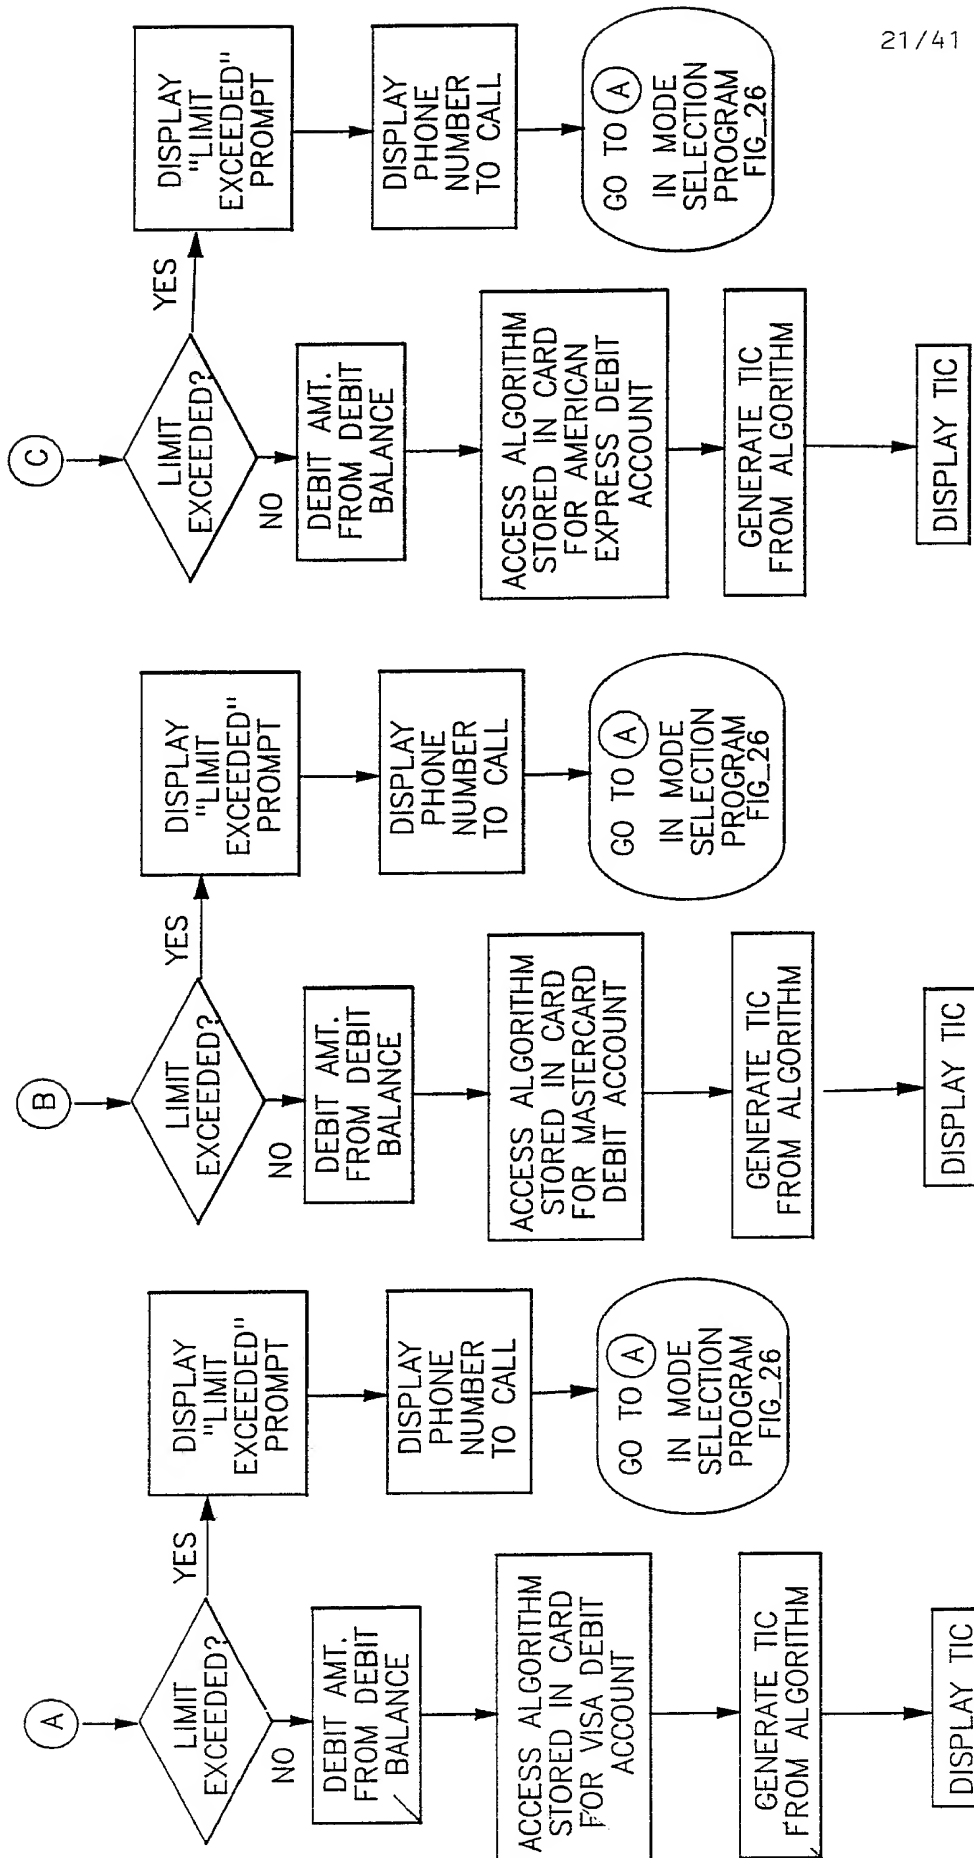 21/41
A
LIMIT
EXCEEDED?
YES
NO
DISPLAY
"LIMIT
EXCEEDED"
PROMPT
DISPLAY
PHONE
NUMBER
TO CALL
GO TO A
IN MODE
SELECTION
PROGRAM
FIG_26
DEBIT AMT.
FROM DEBIT
BALANCE
ACCESS ALGORITHM
STORED IN CARD
FOR VISA DEBIT
ACCOUNT
GENERATE TIC
FROM ALGORITHM
DISPLAY TIC
B
LIMIT
EXCEEDED?
YES
NO
DISPLAY
"LIMIT
EXCEEDED"
PROMPT
DISPLAY
PHONE
NUMBER
TO CALL
GO TO A
IN MODE
SELECTION
PROGRAM
FIG_26
DEBIT AMT.
FROM DEBIT
BALANCE
ACCESS ALGORITHM
STORED IN CARD
FOR MASTERCARD
DEBIT ACCOUNT
GENERATE TIC
FROM ALGORITHM
DISPLAY TIC
C
LIMIT
EXCEEDED?
YES
NO
DISPLAY
"LIMIT
EXCEEDED"
PROMPT
DISPLAY
PHONE
NUMBER
TO CALL
GO TO A
IN MODE
SELECTION
PROGRAM
FIG_26
DEBIT AMT.
FROM DEBIT
BALANCE
ACCESS ALGORITHM
STORED IN CARD
FOR AMERICAN
EXPRESS DEBIT
ACCOUNT
GENERATE TIC
FROM ALGORITHM
DISPLAY TIC